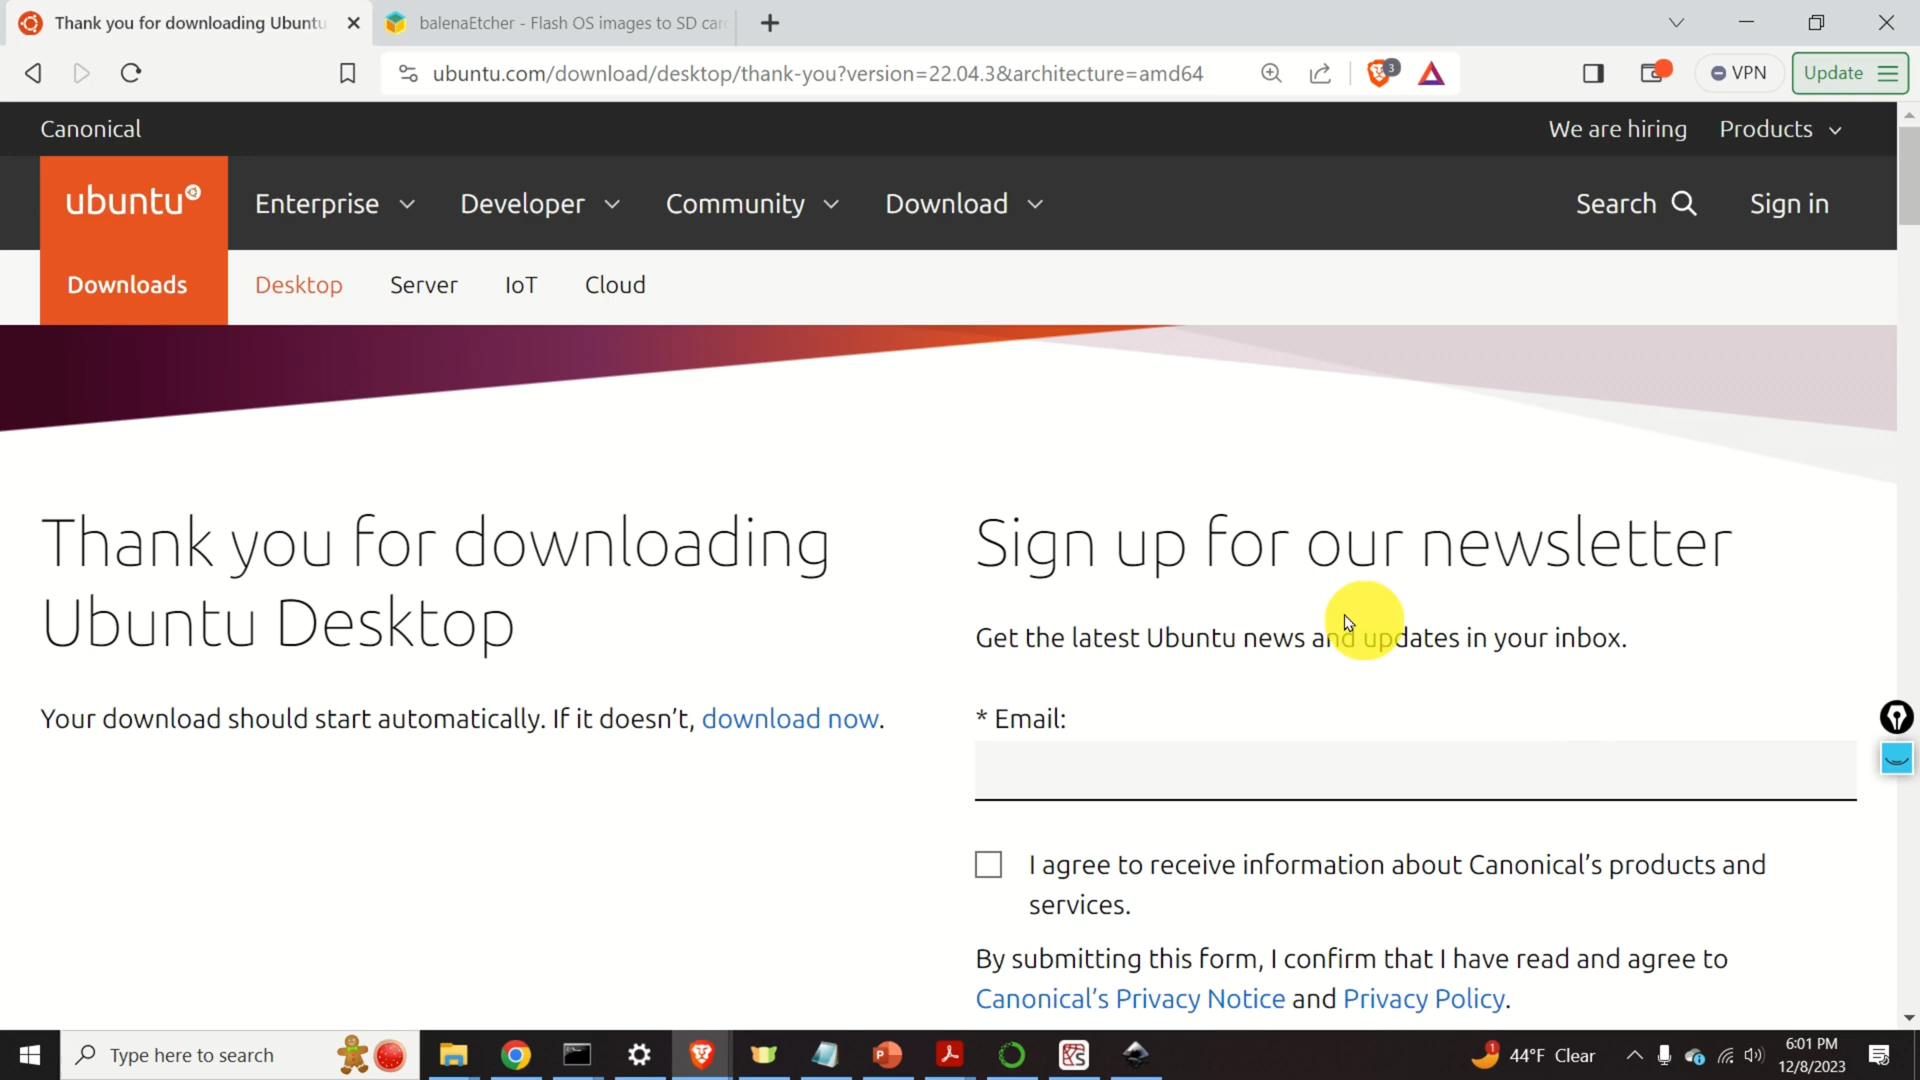 Thank you for downloading Ubuntu
balenaEtcher - Flash OS images to SD car
ubuntu.com/download/desktop/thank-you?version=22.04.3&architecture=amd64
3
VPN
Update
Canonical
We are hiring
Products
ubuntu
Enterprise
Developer
Community
Download
Search
Sign in
Downloads
Desktop
Server
IoT
Cloud
Thank you for downloading
Ubuntu Desktop
Your download should start automatically. If it doesn’t, download now.
Sign up for our newsletter
Get the latest Ubuntu news and updates in your inbox.
* Email:
I agree to receive information about Canonical’s products and
services.
By submitting this form, I confirm that I have read and agree to
Canonical’s Privacy Notice and Privacy Policy.
Type here to search
1
44°F Clear
6:01 PM
12/8/2023